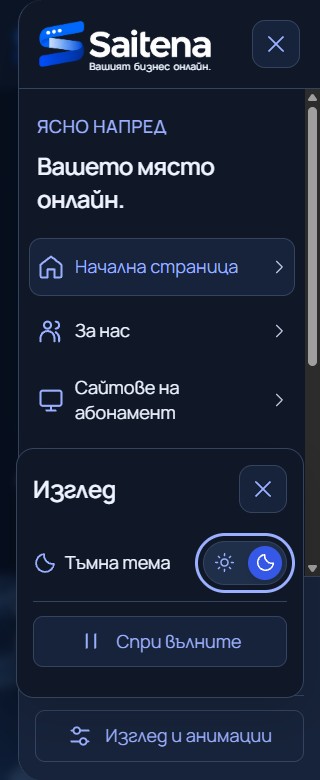 Saitena
Вашият бизнес онлайн.
ЯСНО НАПРЕД
Вашето място
онлайн.
Начална страница
За нас
Сайтове на
абонамент
Изглед
Тъмна тема
Спри вълните
Изглед и анимации